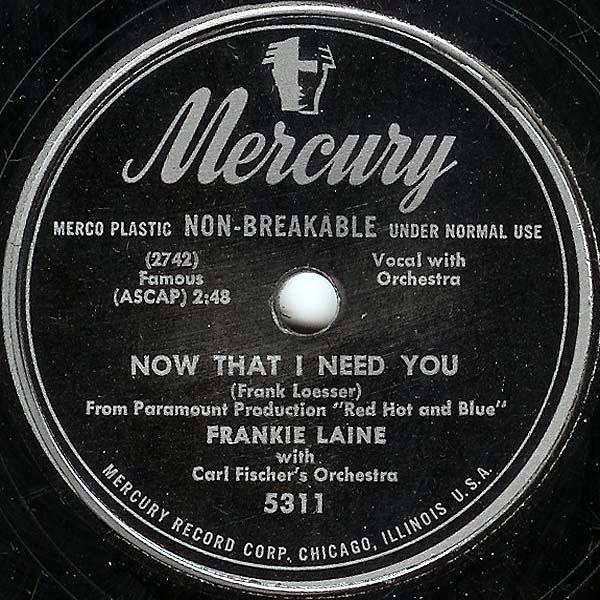 Mercury
MERCO PLASTIC NON-BREAKABLE UNDER NORMAL USE
(2742)
Famous
(ASCAP) 2:48
Vocal with
Orchestra
NOW THAT I NEED YOU
(Frank Loesser)
From Paramount Production "Red Hot and Blue"
FRANKIE LAINE
with
Carl Fischer's Orchestra
5311
MERCURY RECORD CORP. CHICAGO, ILLINOIS U.S.A.